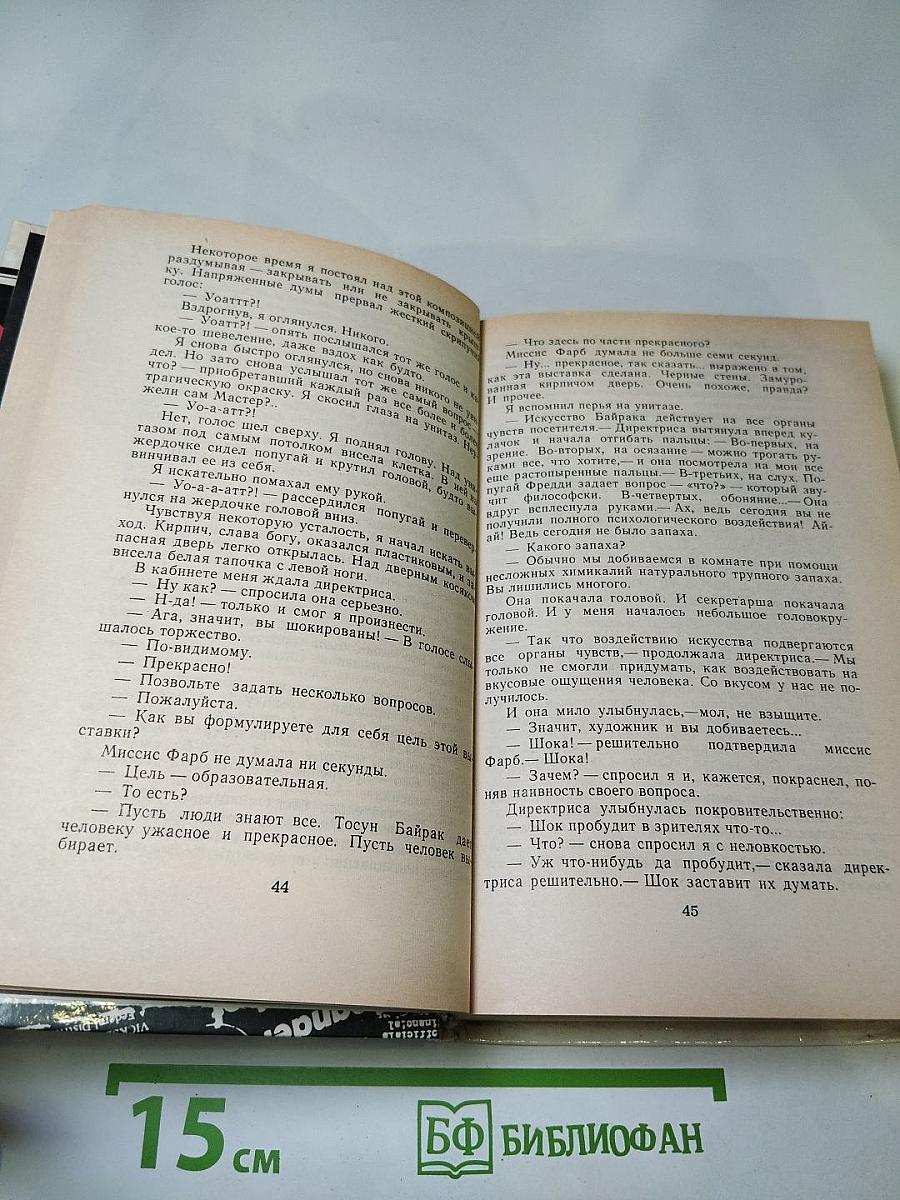 Некоторое время я постоял над этой композицией,
раздумывая — закрывать или не закрывать крыш-
ку. Напряженные думы прервал жесткий скрипучий
голос:
— Уоаттт?!
Вздрогнув, я оглянулся. Никого.
— Уоатт?! — опять послышался тот же голос и ка-
кое-то шевеление, даже вздох как будто.
Я снова быстро оглянулся, но снова никого не уви-
дел. Но зато снова услышал тот же самый вопрос —
что? — приобретавший каждый раз все более и более
трагическую окраску. Я скосил глаза на унитаз. Неу-
жели сам Мастер?..
— Уо-а-атт?!
Нет, голос шел сверху. Я поднял голову. Над уни-
тазом под самым потолком висела клетка. В ней на
жердочке сидел попугай и крутил головой, будто вы-
винчивал ее из себя.
Я искательно помахал ему рукой.
— Уо-а-а-атт?! — рассердился попугай и перевер-
нулся на жердочке головой вниз.
Чувствуя некоторую усталость, я начал искать вы-
ход. Кирпич, слава богу, оказался пластиковым, и за-
пасная дверь легко открылась. Над дверным косяком
висела белая тапочка с левой ноги.
В кабинете меня ждала директриса.
— Ну как? — спросила она серьезно.
— Н-да! — только и смог я произнести.
— Ага, значит, вы шокированы! — В голосе слы-
шалось торжество.
— По-видимому.
— Прекрасно!
— Позвольте задать несколько вопросов.
— Пожалуйста.
— Как вы формулируете для себя цель этой вы-
ставки?
Миссис Фарб не думала ни секунды.
— Цель — образовательная.
— То есть?
— Пусть люди знают все. Тосун Байрак дает
человеку ужасное и прекрасное. Пусть человек вы-
бирает.
44
— Что здесь по части прекрасного?
Миссис Фарб думала не больше семи секунд.
— Ну... прекрасное, так сказать... выражено в том,
как эта выставка сделана. Черные стены. Замуро-
ванная кирпичом дверь. Очень похоже, правда?
И прочее.
Я вспомнил перья на унитазе.
— Искусство Байрака действует на все органы
чувств посетителя.— Директриса вытянула вперед ку-
лачок и начала отгибать пальцы: — Во-первых, на
зрение. Во-вторых, на осязание — можно трогать ру-
ками все, что хотите,— и она посмотрела на мои все
еще растопыренные пальцы.— В-третьих, на слух. По-
пугай Фредди задает вопрос — «что?» — который зву-
чит философски. В-четвертых, обоняние...— Она
вдруг всплеснула руками.— Ах, ведь сегодня вы не
получили полного психологического воздействия! Ай-
ай! Ведь сегодня не было запаха.
— Какого запаха?
— Обычно мы добиваемся в комнате при помощи
несложных химикалий натурального трупного запаха.
Вы лишились многого.
Она покачала головой. И секретарша покачала
головой. И у меня началось небольшое головокру-
жение.
— Так что воздействию искусства подвергаются
все органы чувств,— продолжала директриса.— Мы
только не смогли придумать, как воздействовать на
вкусовые ощущения человека. Со вкусом у нас не по-
лучилось.
И она мило улыбнулась,—мол, не взыщите.
— Значит, художник и вы добиваетесь...
— Шока! — решительно подтвердила миссис
Фарб.— Шока!
— Зачем? — спросил я и, кажется, покраснел, по-
няв наивность своего вопроса.
Директриса улыбнулась покровительственно:
— Шок пробудит в зрителях что-то...
— Что? — снова спросил я с неловкостью.
— Уж что-нибудь да пробудит,— сказала дирек-
триса решительно.— Шок заставит их думать.
45
15 см
БФ БИБЛИОФАН